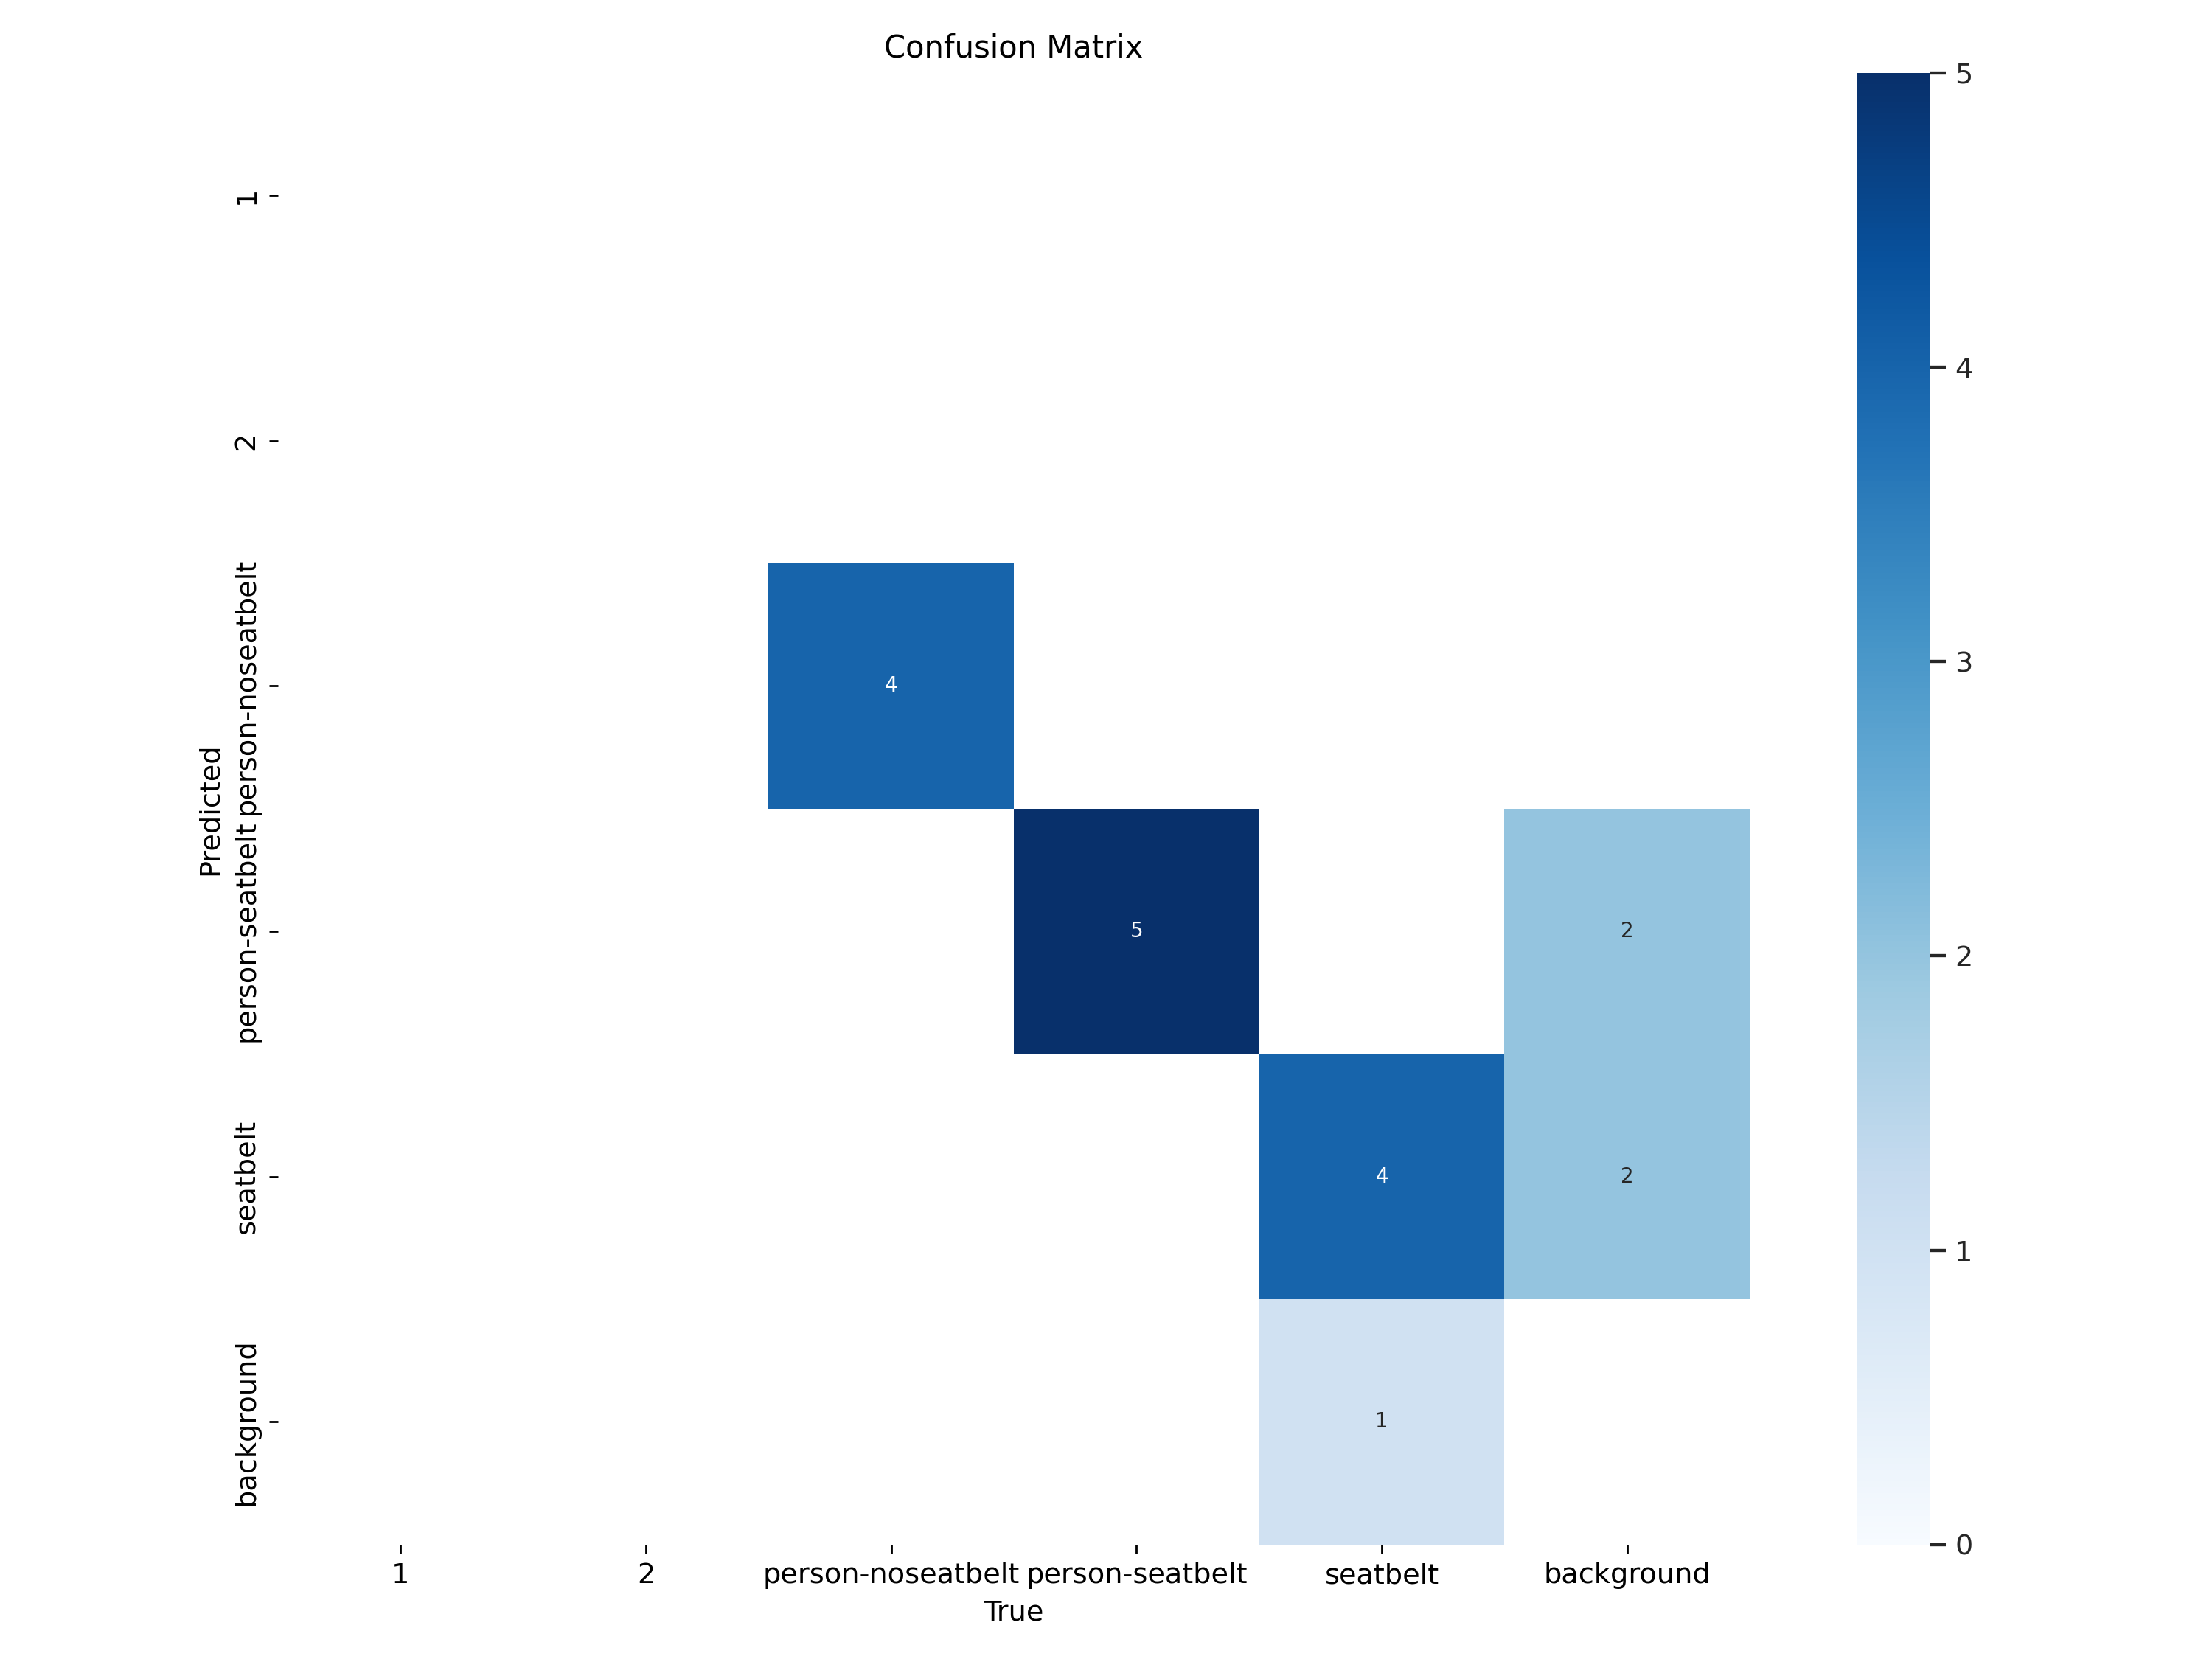 Confusion Matrix
Predicted
1
2
person-noseatbelt
person-seatbelt
seatbelt
background
4
5
2
4
2
1
1
2
person-noseatbelt
person-seatbelt
seatbelt
background
True
5
4
3
2
1
0